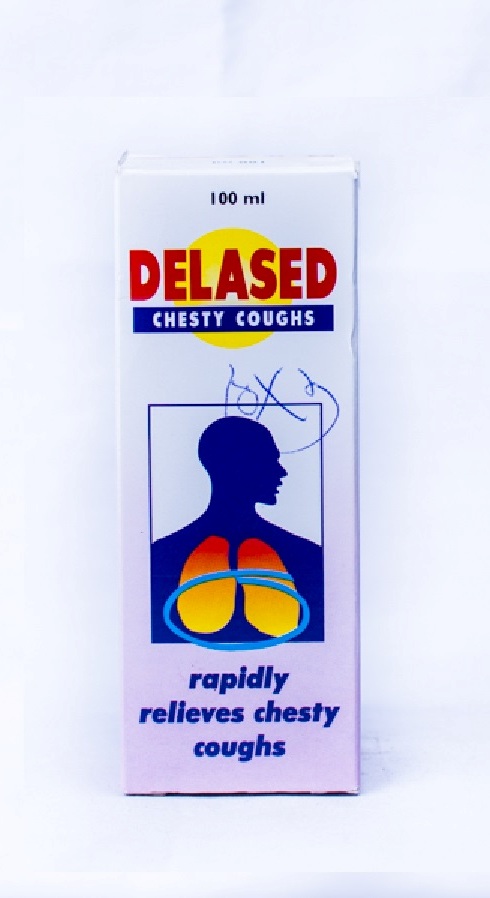 100 ml
DELASED
CHESTY COUGHS
rapidly
relieves chesty
coughs